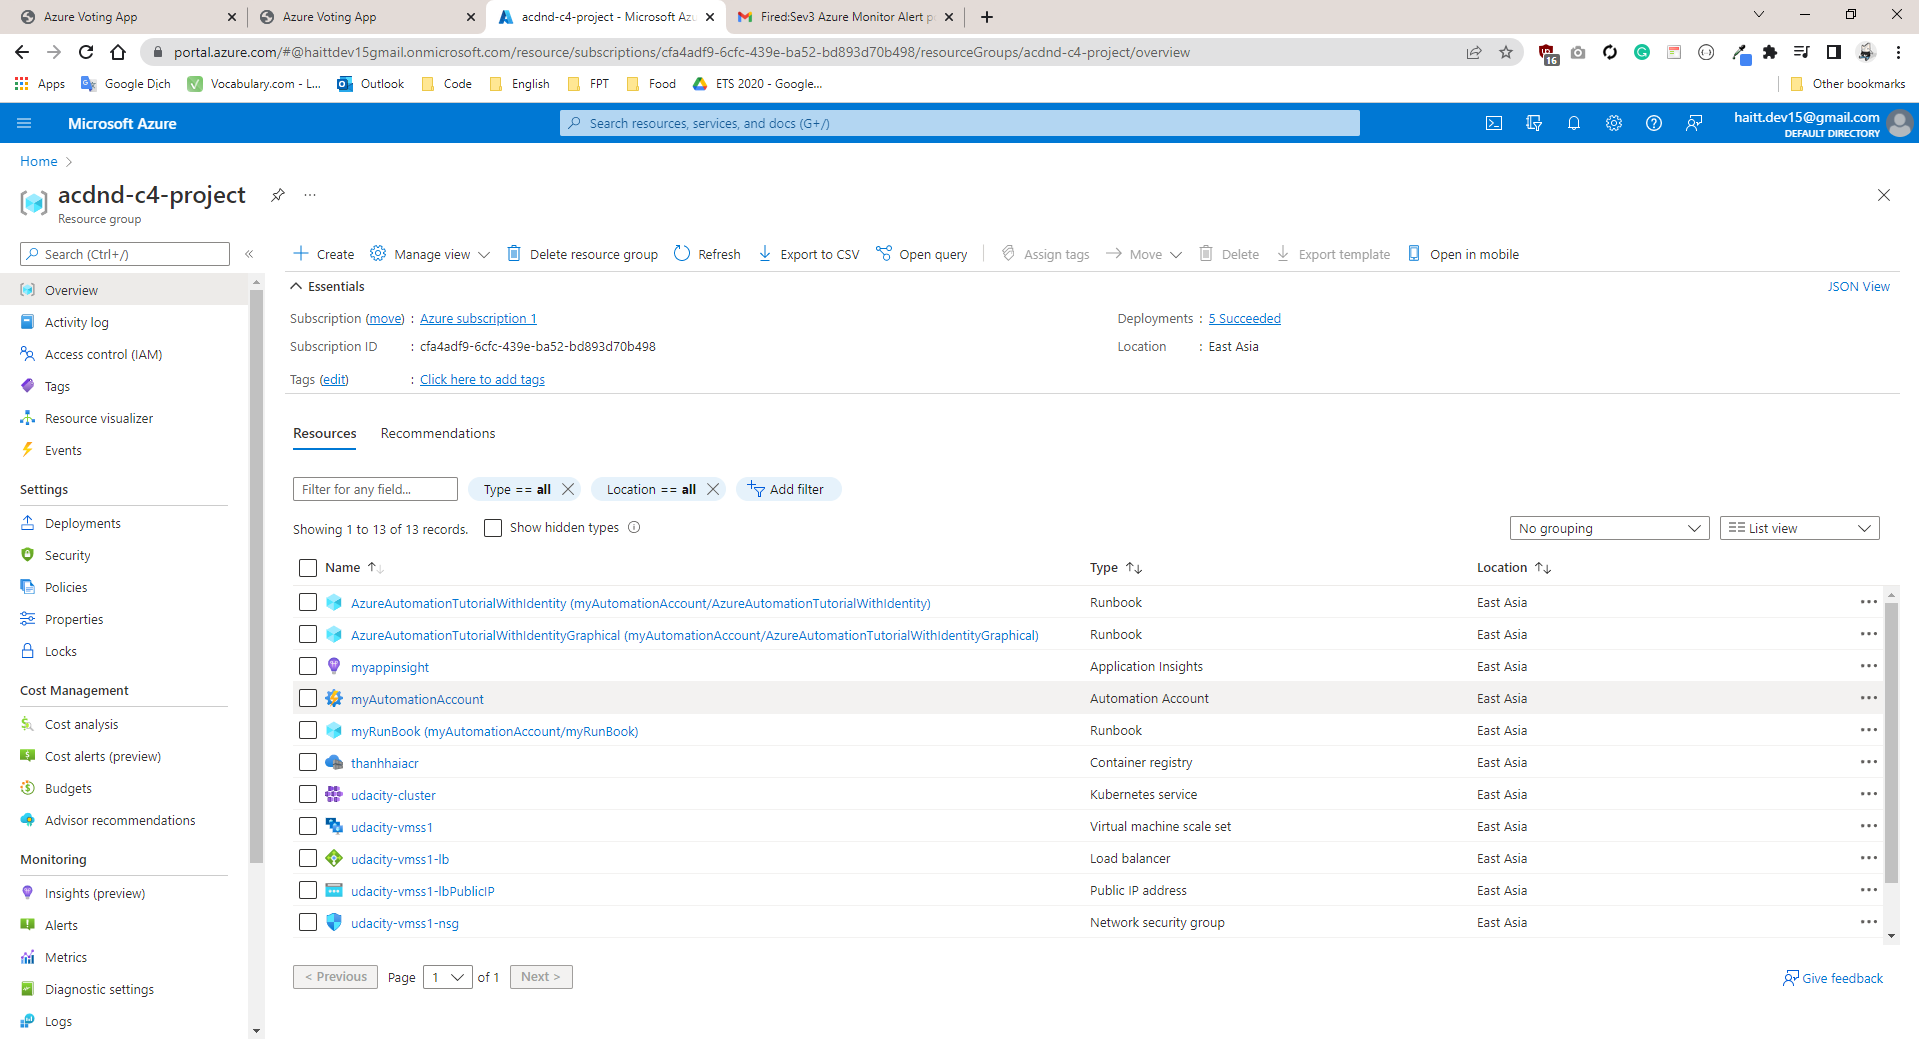 Azure Voting App
Azure Voting App
acdnd-c4-project - Microsoft Azu
Fired:Sev3 Azure Monitor Alert p
portal.azure.com/#@haittdev15gmail.onmicrosoft.com/resource/subscriptions/cfa4adf9-6cfc-439e-ba52-bd893d70b498/resourceGroups/acdnd-c4-project/overview
16
Apps
Google Dịch
Vocabulary.com - L...
Outlook
Code
English
FPT
Food
ETS 2020 - Google...
Other bookmarks
Microsoft Azure
Search resources, services, and docs (G+/)
haitt.dev15@gmail.com
DEFAULT DIRECTORY
Home
acdnd-c4-project
Resource group
Search (Ctrl+/)
Overview
Activity log
Access control (IAM)
Tags
Resource visualizer
Events
Settings
Deployments
Security
Policies
Properties
Locks
Cost Management
Cost analysis
Cost alerts (preview)
Budgets
Advisor recommendations
Monitoring
Insights (preview)
Alerts
Metrics
Diagnostic settings
Logs
Create
Manage view
Delete resource group
Refresh
Export to CSV
Open query
Assign tags
Move
Delete
Export template
Open in mobile
Essentials
JSON View
Subscription (move) : Azure subscription 1
Deployments : 5 Succeeded
Subscription ID : cfa4adf9-6cfc-439e-ba52-bd893d70b498
Location : East Asia
Tags (edit) : Click here to add tags
Resources
Recommendations
Filter for any field...
Type == all
Location == all
Add filter
Showing 1 to 13 of 13 records.
Show hidden types
No grouping
List view
Name Type Location
AzureAutomationTutorialWithIdentity (myAutomationAccount/AzureAutomationTutorialWithIdentity) Runbook East Asia
AzureAutomationTutorialWithIdentityGraphical (myAutomationAccount/AzureAutomationTutorialWithIdentityGraphical) Runbook East Asia
myappinsight Application Insights East Asia
myAutomationAccount Automation Account East Asia
myRunBook (myAutomationAccount/myRunBook) Runbook East Asia
thanhhaiacr Container registry East Asia
udacity-cluster Kubernetes service East Asia
udacity-vmss1 Virtual machine scale set East Asia
udacity-vmss1-lb Load balancer East Asia
udacity-vmss1-lbPublicIP Public IP address East Asia
udacity-vmss1-nsg Network security group East Asia
< Previous
Page 1 of 1
Next >
Give feedback